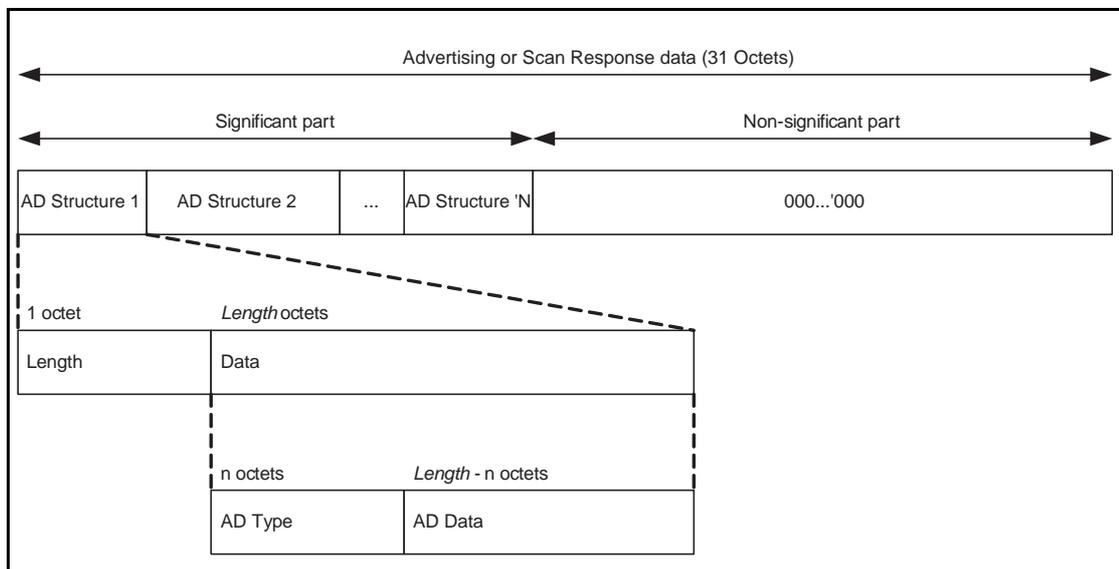 Advertising or Scan Response data (31 Octets)
Significant part
Non-significant part
AD Structure 1
AD Structure 2
...
AD Structure 'N
000...'000
1 octet
Length octets
Length
Data
n octets
Length - n octets
AD Type
AD Data